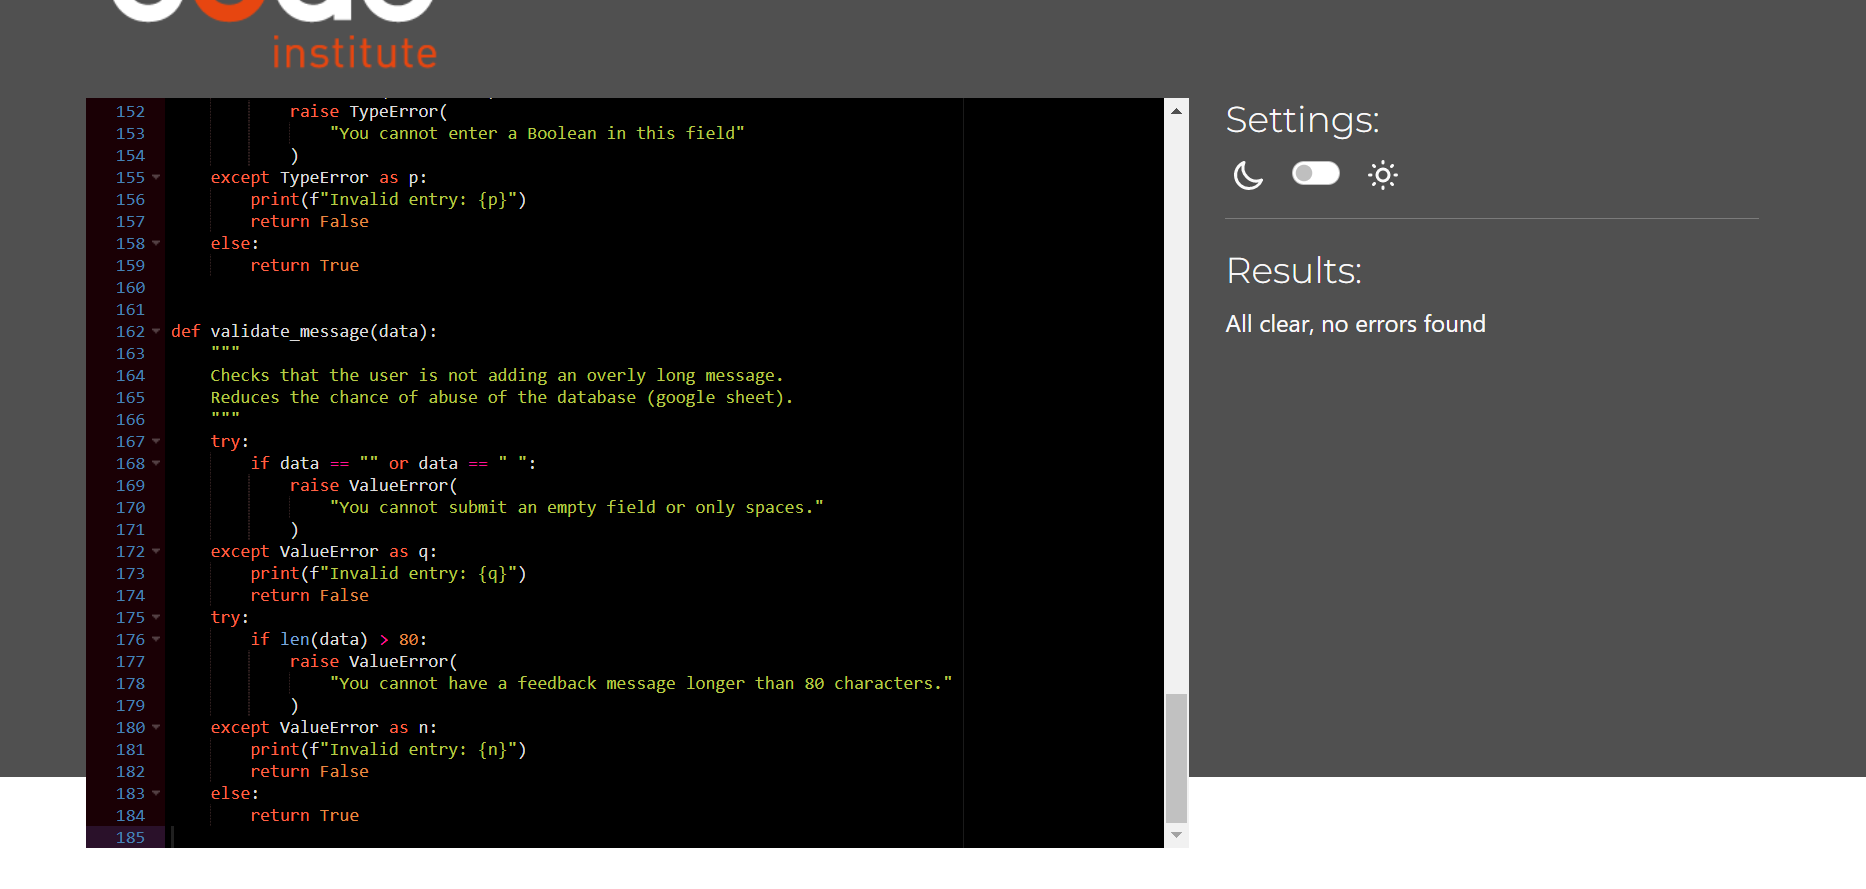 institute
152 raise TypeError(
153 "You cannot enter a Boolean in this field"
154 )
155 except TypeError as p:
156 print(f"Invalid entry: {p}")
157 return False
158 else:
159 return True
160
161
162 def validate_message(data):
163 """
164 Checks that the user is not adding an overly long message.
165 Reduces the chance of abuse of the database (google sheet).
166 """
167 try:
168 if data == "" or data == " ":
169 raise ValueError(
170 "You cannot submit an empty field or only spaces."
171 )
172 except ValueError as q:
173 print(f"Invalid entry: {q}")
174 return False
175 try:
176 if len(data) > 80:
177 raise ValueError(
178 "You cannot have a feedback message longer than 80 characters."
179 )
180 except ValueError as n:
181 print(f"Invalid entry: {n}")
182 return False
183 else:
184 return True
185
Settings:
Results:
All clear, no errors found